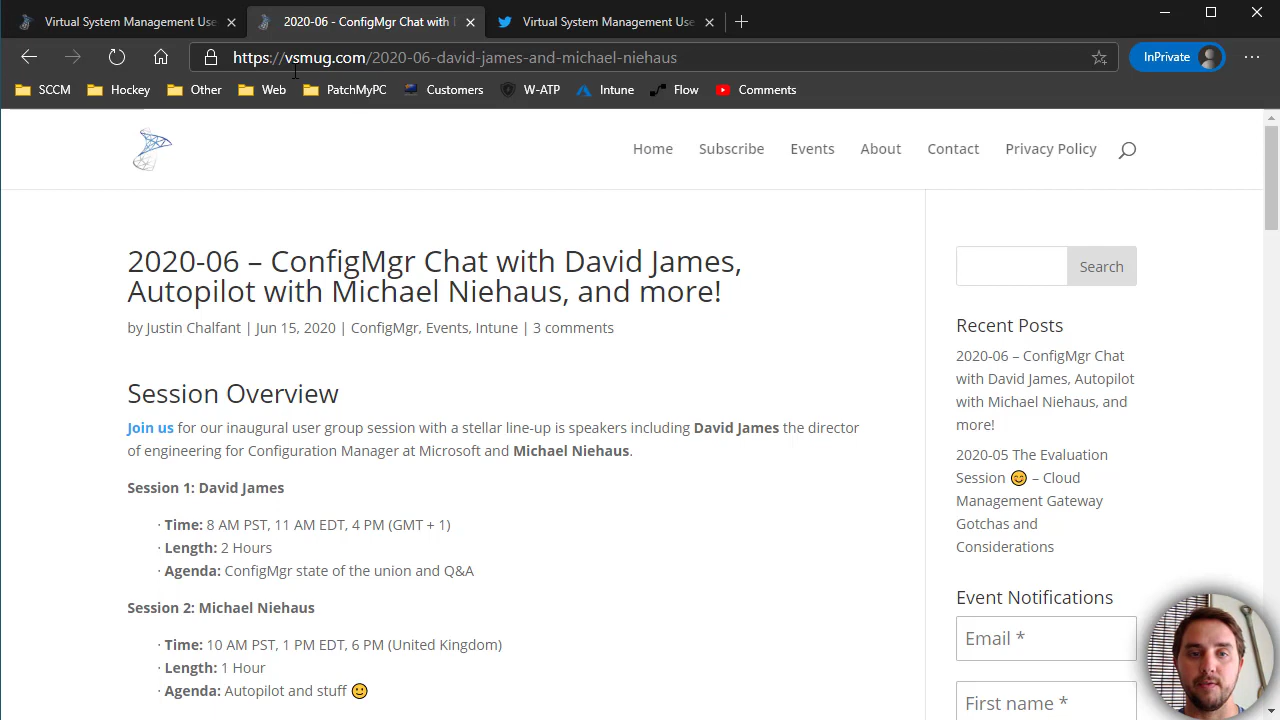 Virtual System Management Use
2020-06 - ConfigMgr Chat with D
Virtual System Management Use
https://vsmug.com/2020-06-david-james-and-michael-niehaus
InPrivate
SCCM
Hockey
Other
Web
PatchMyPC
Customers
W-ATP
Intune
Flow
Comments
Home
Subscribe
Events
About
Contact
Privacy Policy
2020-06 – ConfigMgr Chat with David James,
Autopilot with Michael Niehaus, and more!
by Justin Chalfant | Jun 15, 2020 | ConfigMgr, Events, Intune | 3 comments
Session Overview
Join us for our inaugural user group session with a stellar line-up is speakers including David James the director
of engineering for Configuration Manager at Microsoft and Michael Niehaus.
Session 1: David James
· Time: 8 AM PST, 11 AM EDT, 4 PM (GMT + 1)
· Length: 2 Hours
· Agenda: ConfigMgr state of the union and Q&A
Session 2: Michael Niehaus
· Time: 10 AM PST, 1 PM EDT, 6 PM (United Kingdom)
· Length: 1 Hour
· Agenda: Autopilot and stuff 🙂
Search
Recent Posts
2020-06 – ConfigMgr Chat
with David James, Autopilot
with Michael Niehaus, and
more!
2020-05 The Evaluation
Session 😊 – Cloud
Management Gateway
Gotchas and
Considerations
Event Notifications
Email *
First name *